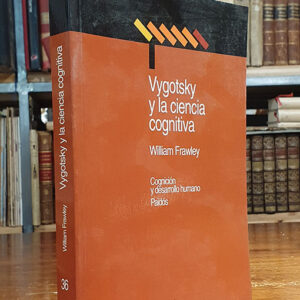 Vygotsky
y la ciencia
cognitiva
William Frawley
Cognición
y desarrollo humano
Paidós
Vygotsky y la ciencia cognitiva
William Frawley
36